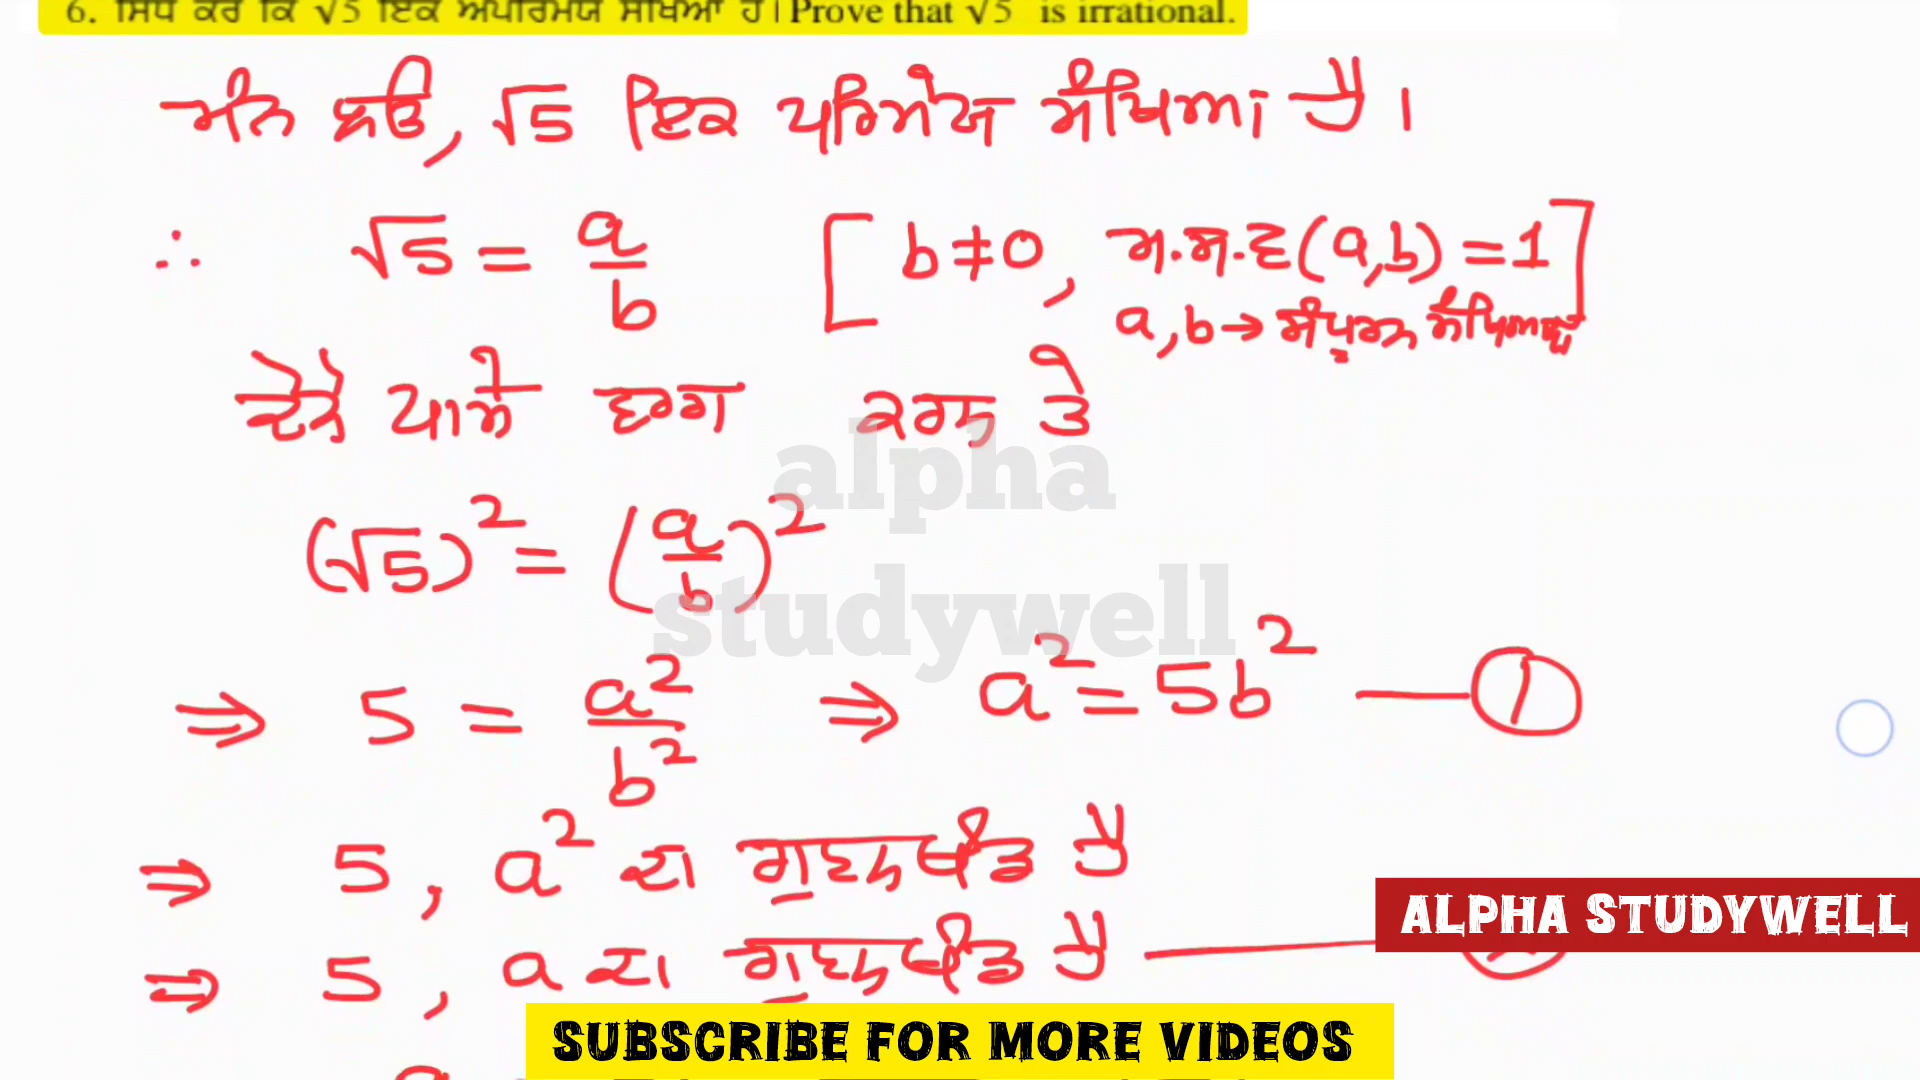 6. ਸਿੱਧ ਕਰੋ ਕਿ √5 ਇੱਕ ਅਪਰਿਮੇਯ ਸੰਖਿਆ ਹੈ। Prove that √5 is irrational.
ਮੰਨ ਲਓ, √5 ਇਕ ਪਰਿਮੇਯ ਸੰਖਿਆ ਹੈ।
∴ √5 = a/b [b≠0, ਮ.ਸ.ਵ(a,b)=1]
a,b→ ਸੰਪੂਰਨ ਸੰਖਿਆਵਾਂ
ਦੋਨੋਂ ਪਾਸੇ ਵਰਗ ਕਰਨ ਤੇ
alpha
(√5)² = (a/b)²
studywell
⇒ 5 = a²/b² ⇒ a² = 5b² — ①
⇒ 5, a² ਦਾ ਗੁਣਨਖੰਡ ਹੈ
⇒ 5, a ਦਾ ਗੁਣਨਖੰਡ ਹੈ —
ALPHA STUDYWELL
SUBSCRIBE FOR MORE VIDEOS